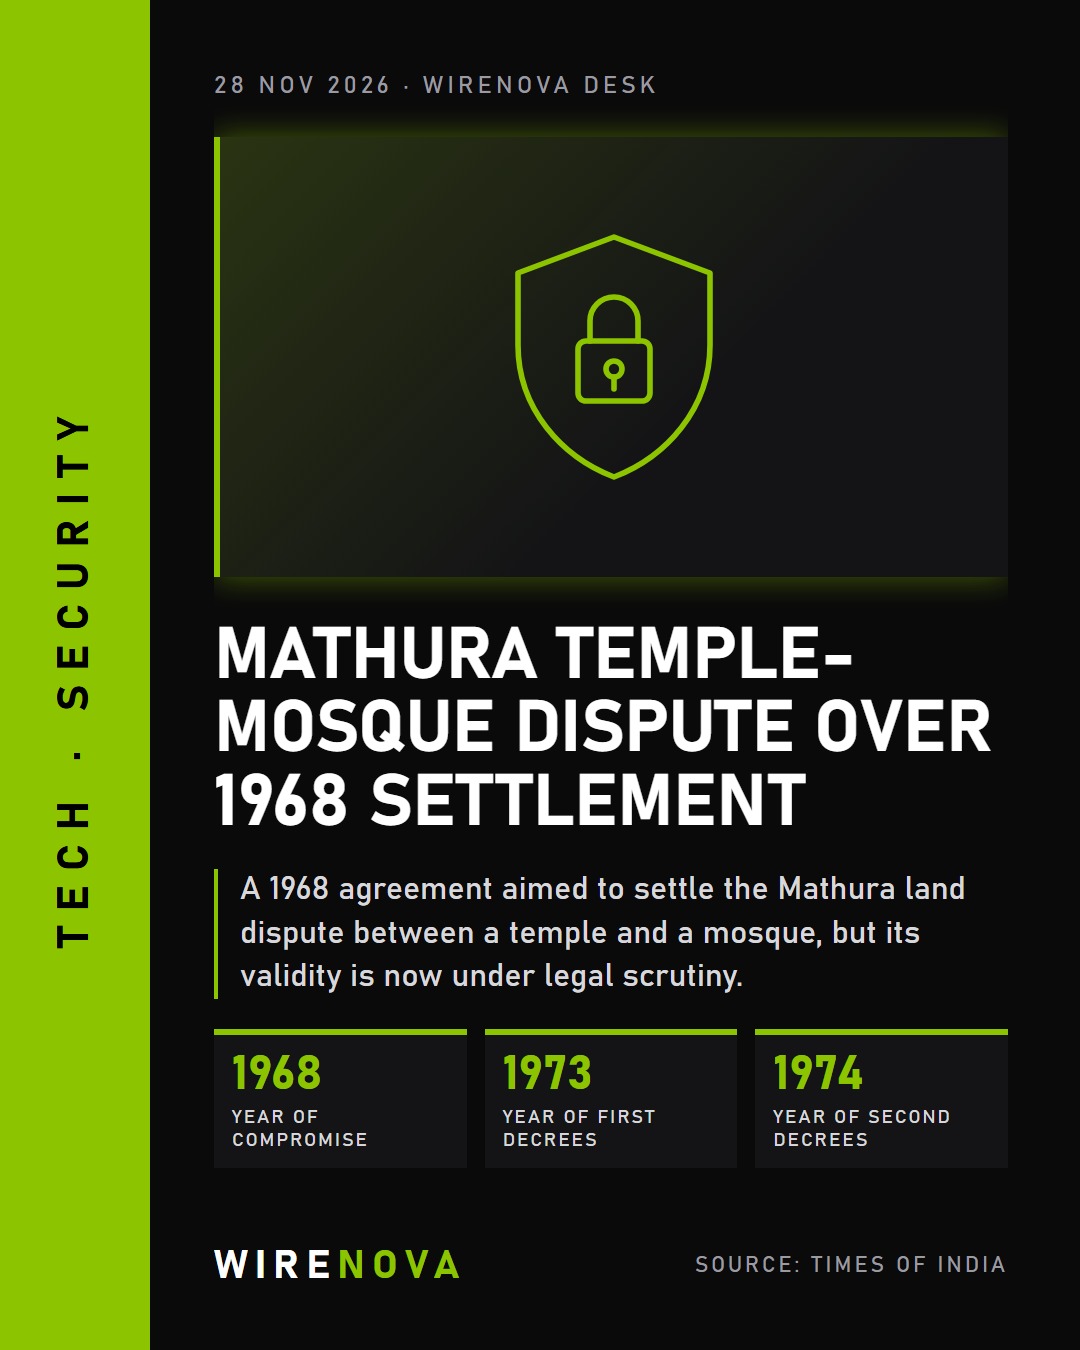 TECH · SECURITY
28 NOV 2026 · WIRENOVA DESK
MATHURA TEMPLE-
MOSQUE DISPUTE OVER
1968 SETTLEMENT
A 1968 agreement aimed to settle the Mathura land
dispute between a temple and a mosque, but its
validity is now under legal scrutiny.
1968
YEAR OF
COMPROMISE
1973
YEAR OF FIRST
DECREES
1974
YEAR OF SECOND
DECREES
WIRENOVA
SOURCE: TIMES OF INDIA